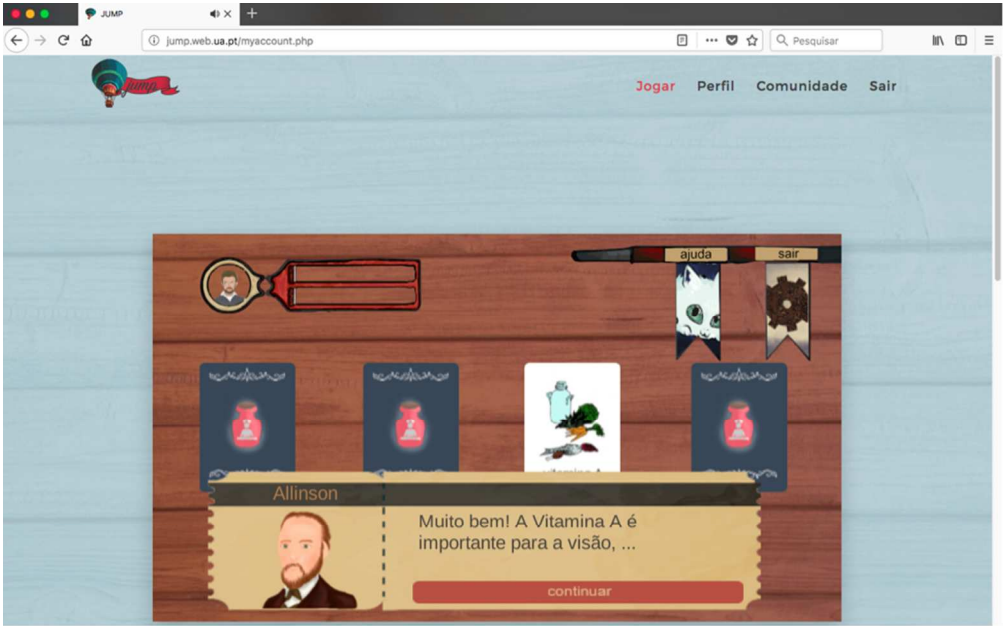 JUMP
jump.web.ua.pt/myaccount.php
Pesquisar
jump
Jogar Perfil Comunidade Sair
ajuda sair
Allinson
Muito bem! A Vitamina A é
importante para a visão, ...
continuar